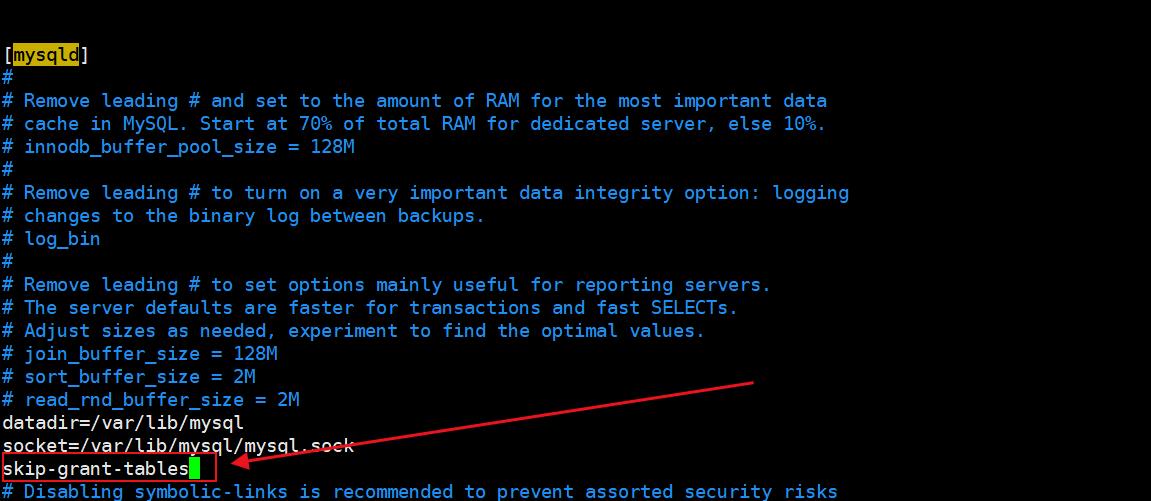 [mysqld]
#
# Remove leading # and set to the amount of RAM for the most important data
# cache in MySQL. Start at 70% of total RAM for dedicated server, else 10%.
# innodb_buffer_pool_size = 128M
#
# Remove leading # to turn on a very important data integrity option: logging
# changes to the binary log between backups.
# log_bin
#
# Remove leading # to set options mainly useful for reporting servers.
# The server defaults are faster for transactions and fast SELECTs.
# Adjust sizes as needed, experiment to find the optimal values.
# join_buffer_size = 128M
# sort_buffer_size = 2M
# read_rnd_buffer_size = 2M
datadir=/var/lib/mysql
socket=/var/lib/mysql/mysql.sock
skip-grant-tables
# Disabling symbolic-links is recommended to prevent assorted security risks